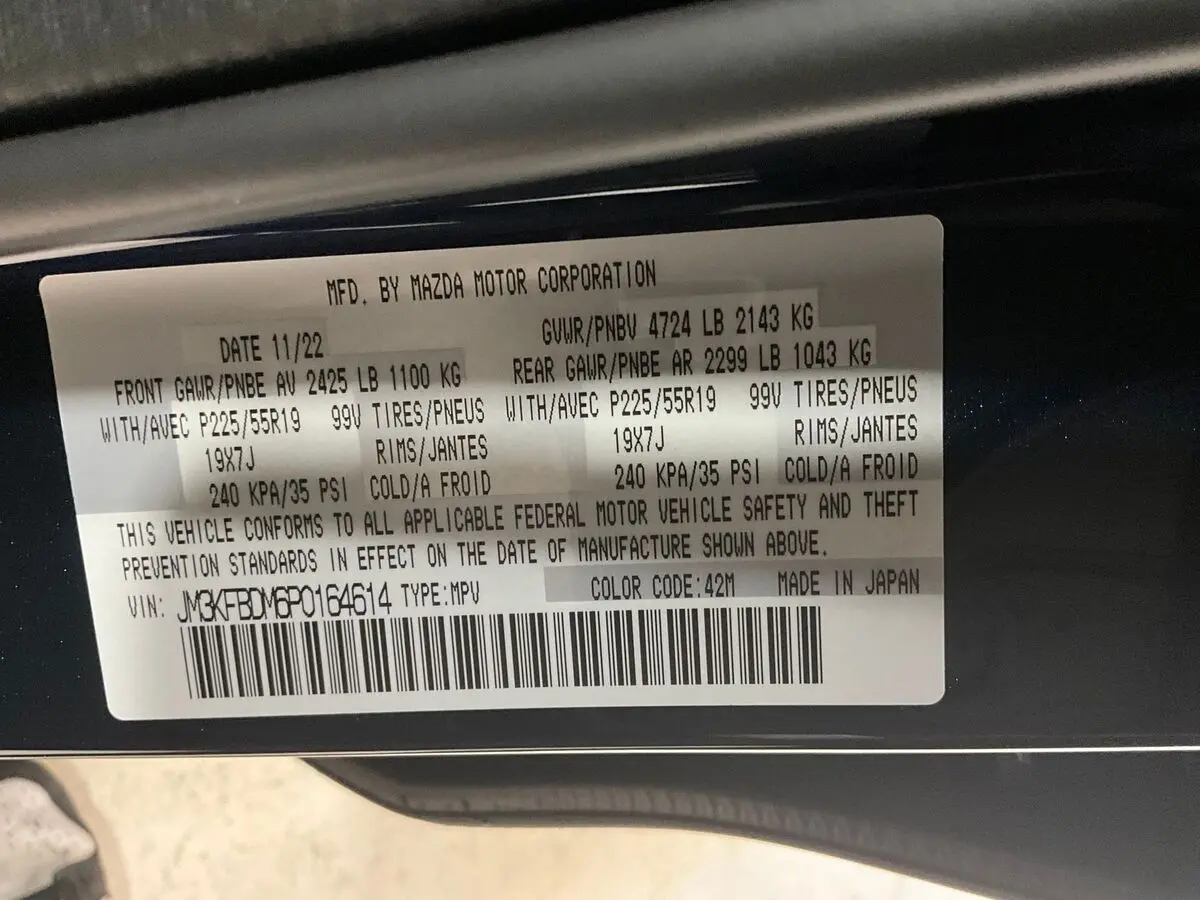 MFD. BY MAZDA MOTOR CORPORATION
DATE 11/22 GVWR/PNBV 4724 LB 2143 KG
FRONT GAWR/PNBE AV 2425 LB 1100 KG REAR GAWR/PNBE AR 2299 LB 1043 KG
WITH/AVEC P225/55R19 99V TIRES/PNEUS WITH/AVEC P225/55R19 99V TIRES/PNEUS
19X7J RIMS/JANTES 19X7J RIMS/JANTES
240 KPA/35 PSI COLD/A FROID 240 KPA/35 PSI COLD/A FROID
THIS VEHICLE CONFORMS TO ALL APPLICABLE FEDERAL MOTOR VEHICLE SAFETY AND THEFT
PREVENTION STANDARDS IN EFFECT ON THE DATE OF MANUFACTURE SHOWN ABOVE.
VIN: JM3KFBDM6P0164614 TYPE:MPV COLOR CODE:42M MADE IN JAPAN